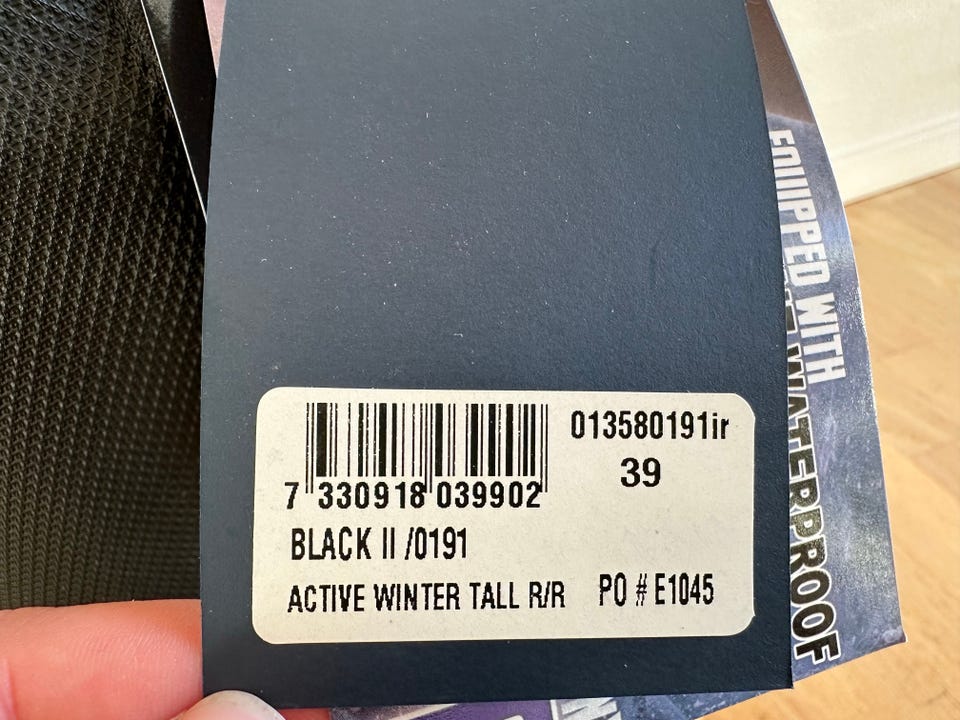 013580191ir
39
7 330918 039902
BLACK II /0191
ACTIVE WINTER TALL R/R PO # E1045
EQUIPPED WITH
WATERPROOF